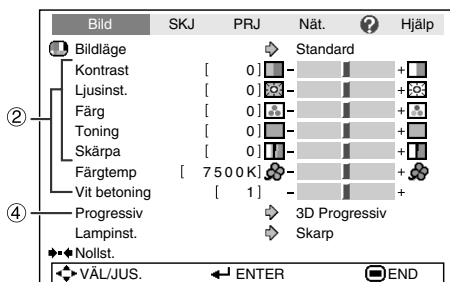 Bild SKJ PRJ Nät. ? Hjälp
Bildläge Standard
Kontrast [ 0] - +
Ljusinst. [ 0] - +
② Färg [ 0] - +
Toning [ 0] - +
Skärpa [ 0] - +
Färgtemp [ 7500K] - +
Vit betoning [ 1] - +
④ Progressiv 3D Progressiv
Lampinst. Skarp
Nollst.
VÄL/JUS. ENTER END